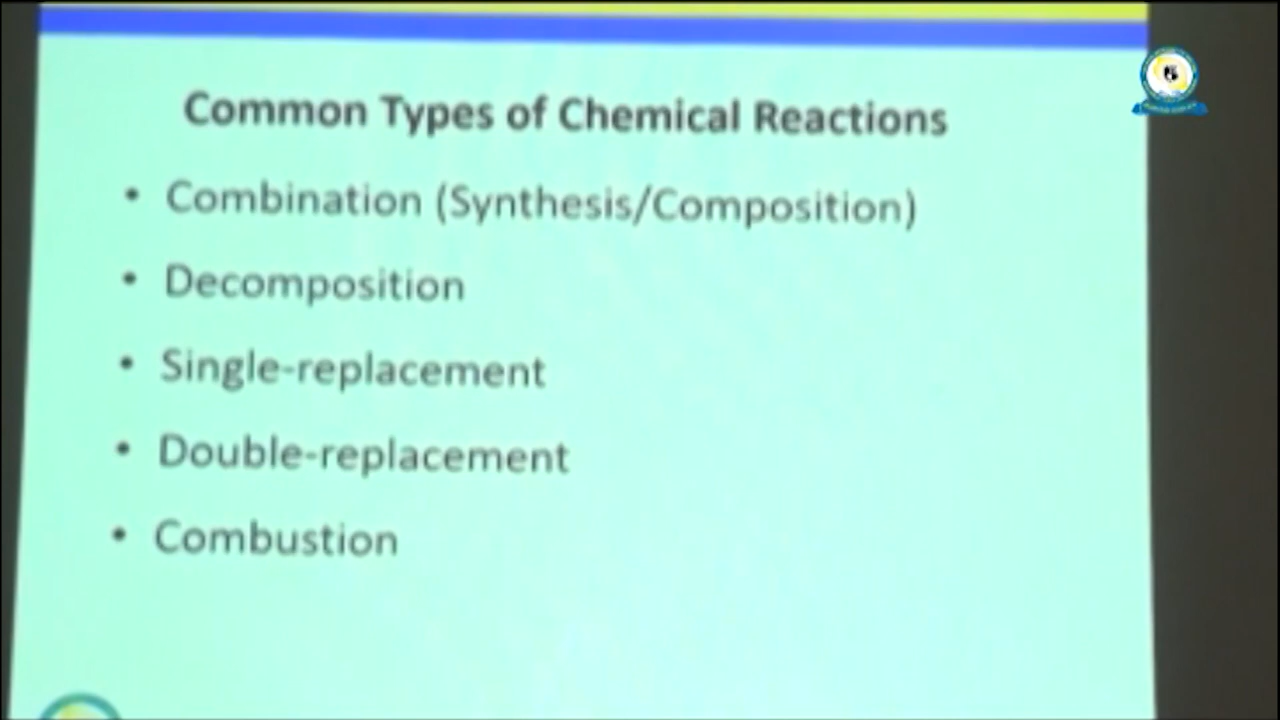 Common Types of Chemical Reactions
• Combination (Synthesis/Composition)
• Decomposition
• Single-replacement
• Double-replacement
• Combustion